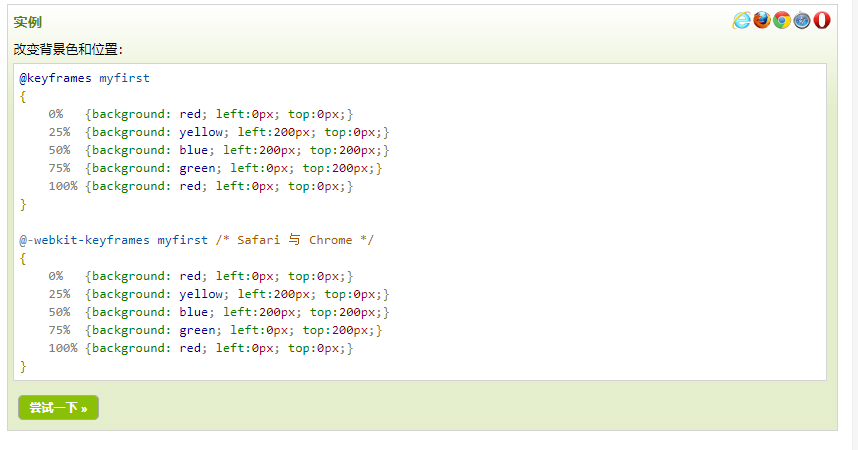 实例
改变背景色和位置：
@keyframes myfirst
{
    0%   {background: red; left:0px; top:0px;}
    25%  {background: yellow; left:200px; top:0px;}
    50%  {background: blue; left:200px; top:200px;}
    75%  {background: green; left:0px; top:200px;}
    100% {background: red; left:0px; top:0px;}
}

@-webkit-keyframes myfirst /* Safari 与 Chrome */
{
    0%   {background: red; left:0px; top:0px;}
    25%  {background: yellow; left:200px; top:0px;}
    50%  {background: blue; left:200px; top:200px;}
    75%  {background: green; left:0px; top:200px;}
    100% {background: red; left:0px; top:0px;}
}
尝试一下 »